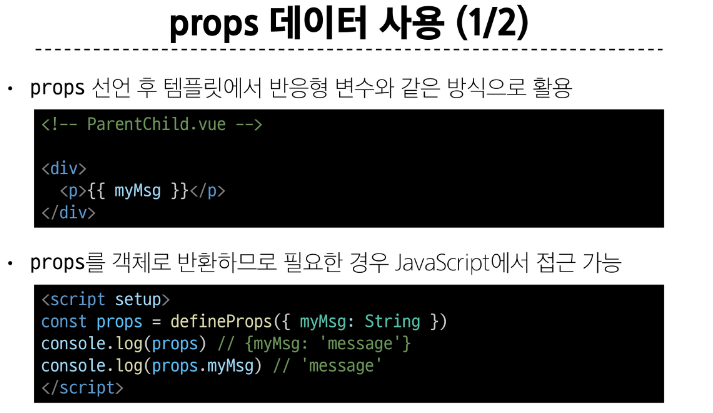 props 데이터 사용 (1/2)
• props 선언 후 템플릿에서 반응형 변수와 같은 방식으로 활용
<!-- ParentChild.vue -->
<div>
  <p>{{ myMsg }}</p>
</div>
• props를 객체로 반환하므로 필요한 경우 JavaScript에서 접근 가능
<script setup>
const props = defineProps({ myMsg: String })
console.log(props) // {myMsg: 'message'}
console.log(props.myMsg) // 'message'
</script>